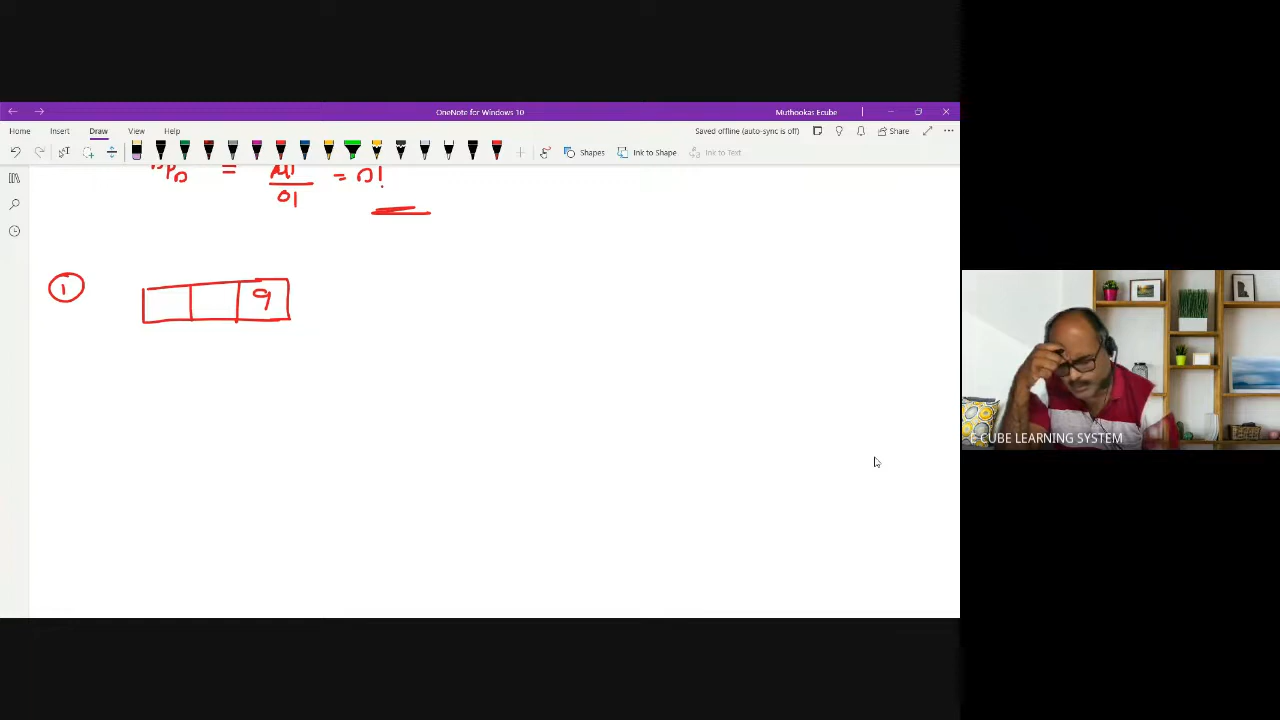 OneNote for Windows 10
Muthookas Ecube
Home Insert Draw View Help
Saved offline (auto-sync is off)
Share
Shapes
Ink to Shape
Ink to Text
= n!
= 0!
①
9
E CUBE LEARNING SYSTEM